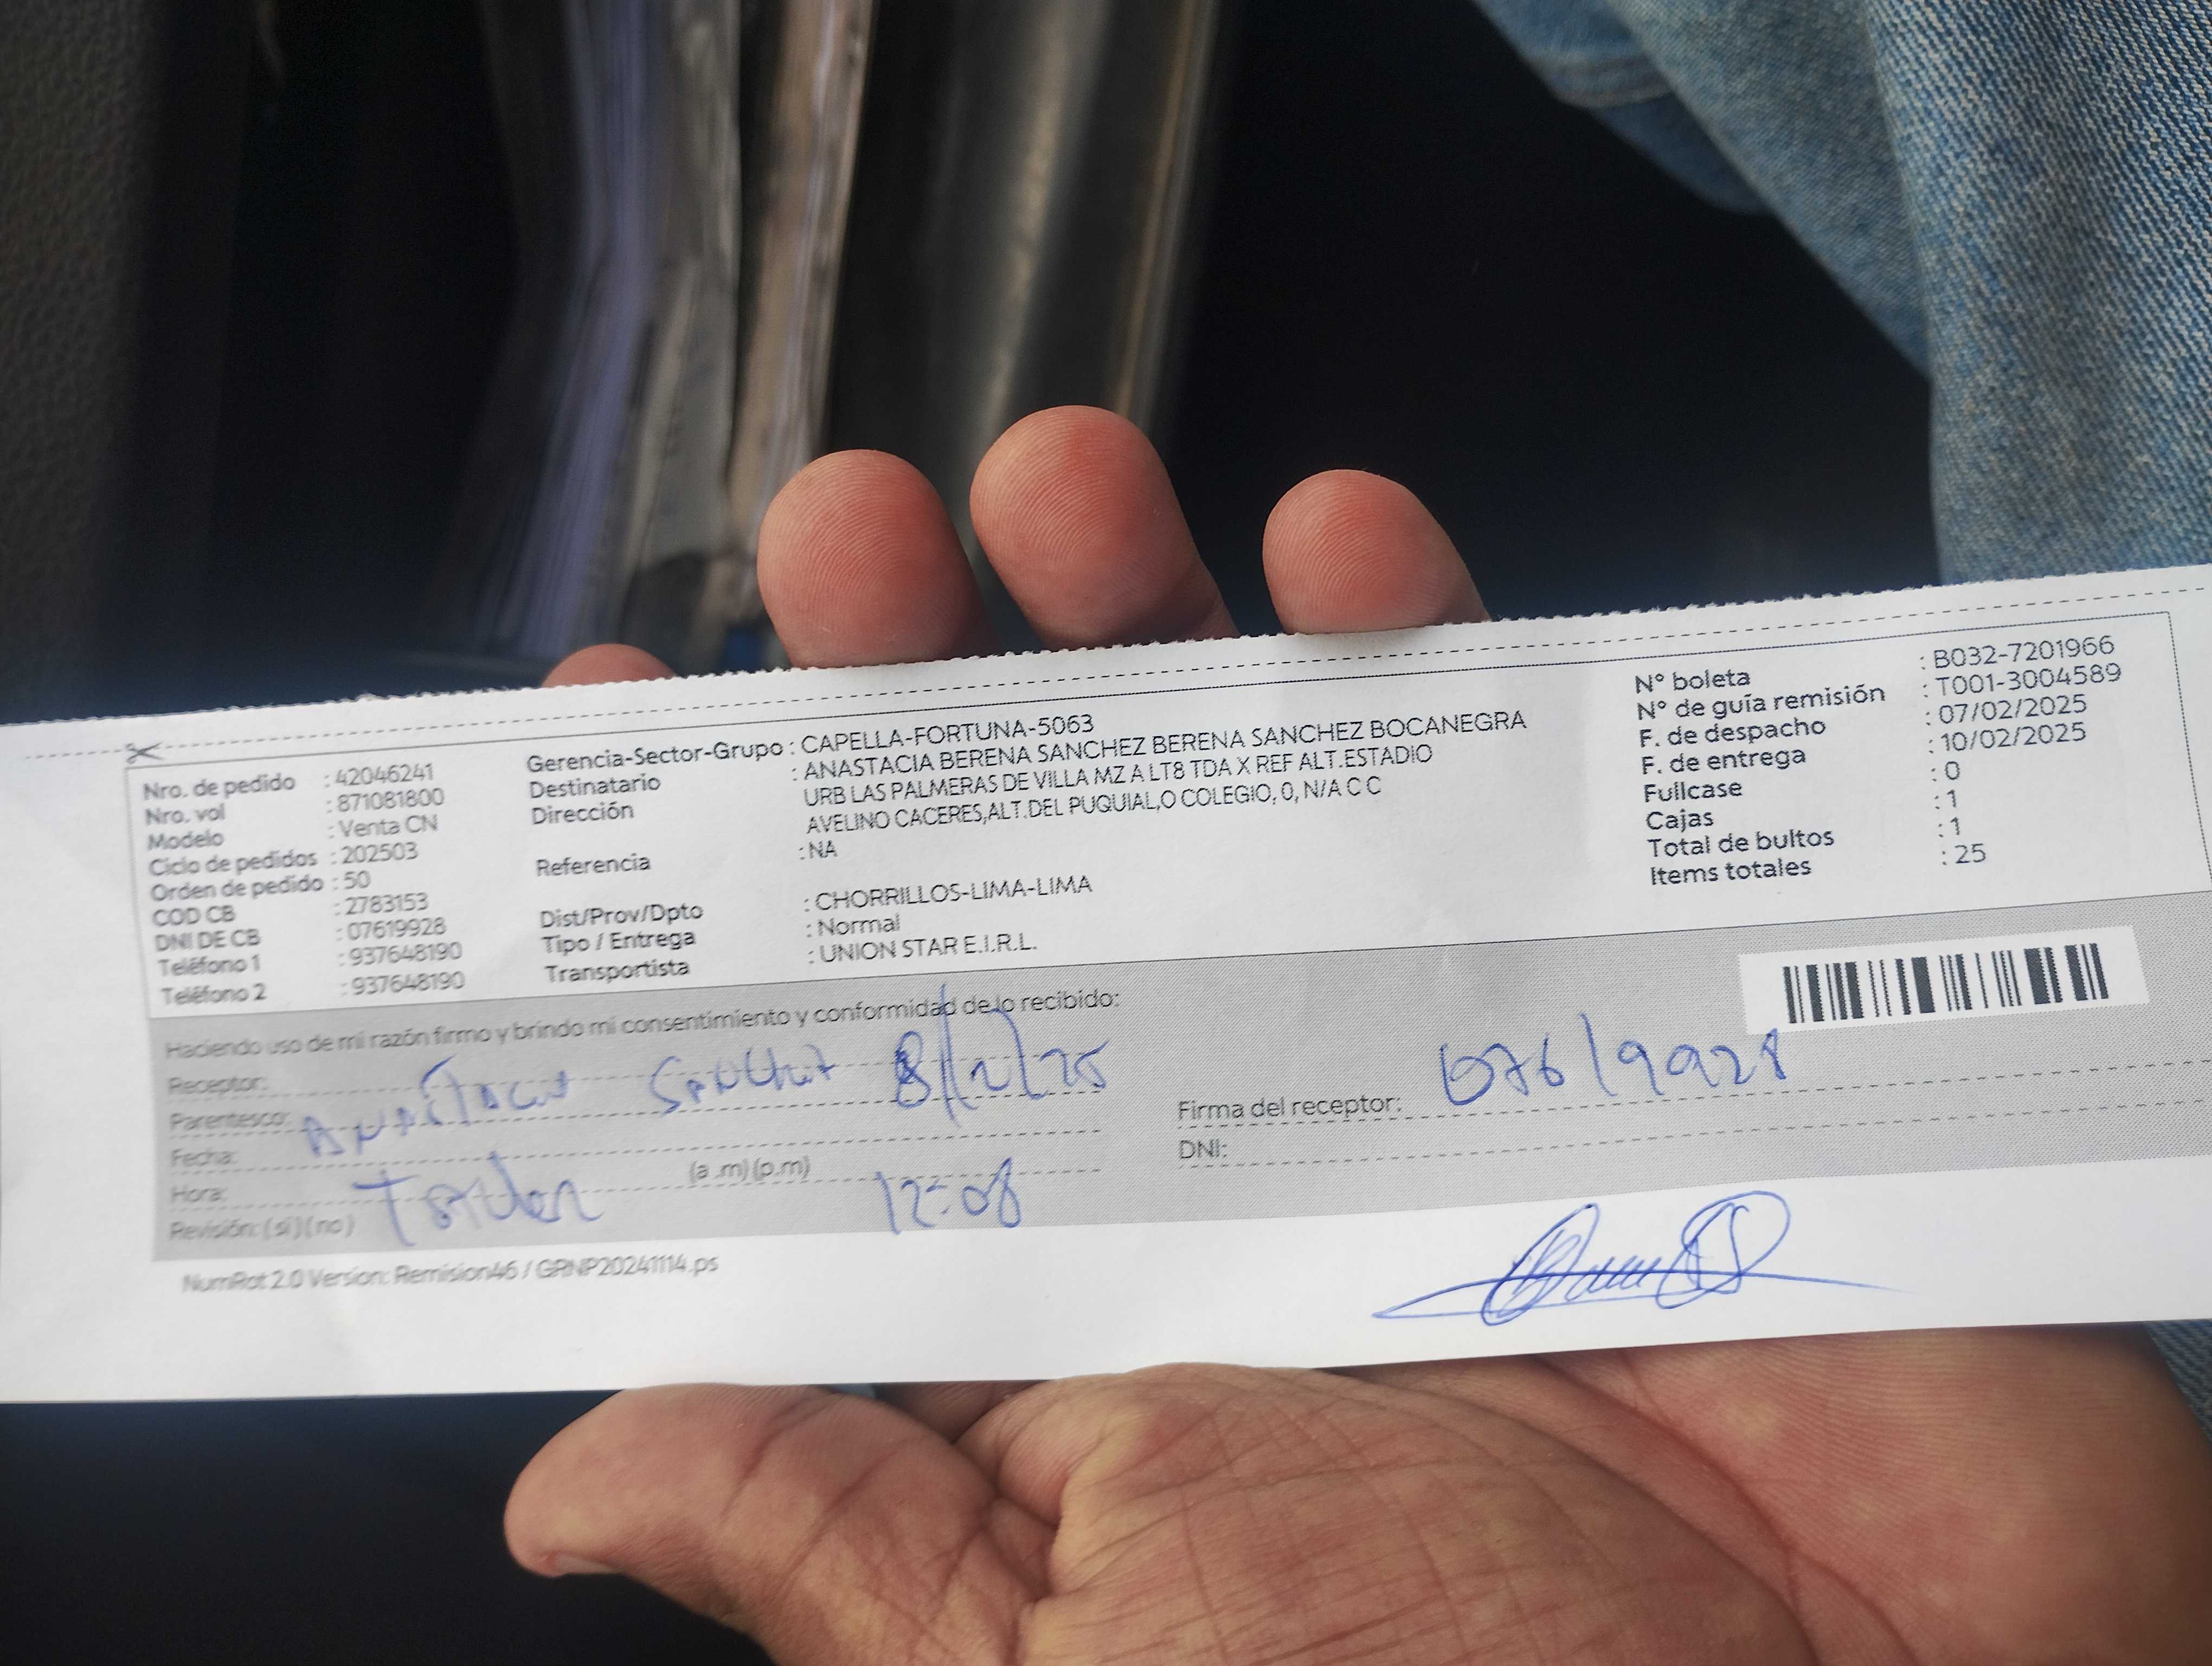 Nro. de pedido : 42046241
Nro. vol : 871081800
Modelo : Venta CN
Ciclo de pedidos : 202503
Orden de pedido : 50
COD CB : 2783153
DNI DE CB : 07619928
Teléfono 1 : 937648190
Teléfono 2 : 937648190
Gerencia-Sector-Grupo : CAPELLA-FORTUNA-5063
Destinatario : ANASTACIA BERENA SANCHEZ BERENA SANCHEZ BOCANEGRA
Dirección URB LAS PALMERAS DE VILLA MZ A LT8 TDA X REF ALT.ESTADIO
AVELINO CACERES,ALT.DEL PUQUIAL,O COLEGIO, 0, N/A C C
Referencia : NA
Dist/Prov/Dpto : CHORRILLOS-LIMA-LIMA
Tipo / Entrega : Normal
Transportista : UNION STAR E.I.R.L.
N° boleta : B032-7201966
N° de guía remisión : T001-3004589
F. de despacho : 07/02/2025
F. de entrega : 10/02/2025
Fullcase : 0
Cajas : 1
Total de bultos : 1
Items totales : 25
Haciendo uso de mi razón firmo y brindo mi consentimiento y conformidad de lo recibido:
Receptor:
Parentesco:
Fecha:
Hora: (a .m) (p.m)
Revisión: ( si ) ( no )
8/2/25
12:08
Firma del receptor: 07619928
DNI:
NumRot 2.0 Version: Remision46 / GRNP20241114.ps